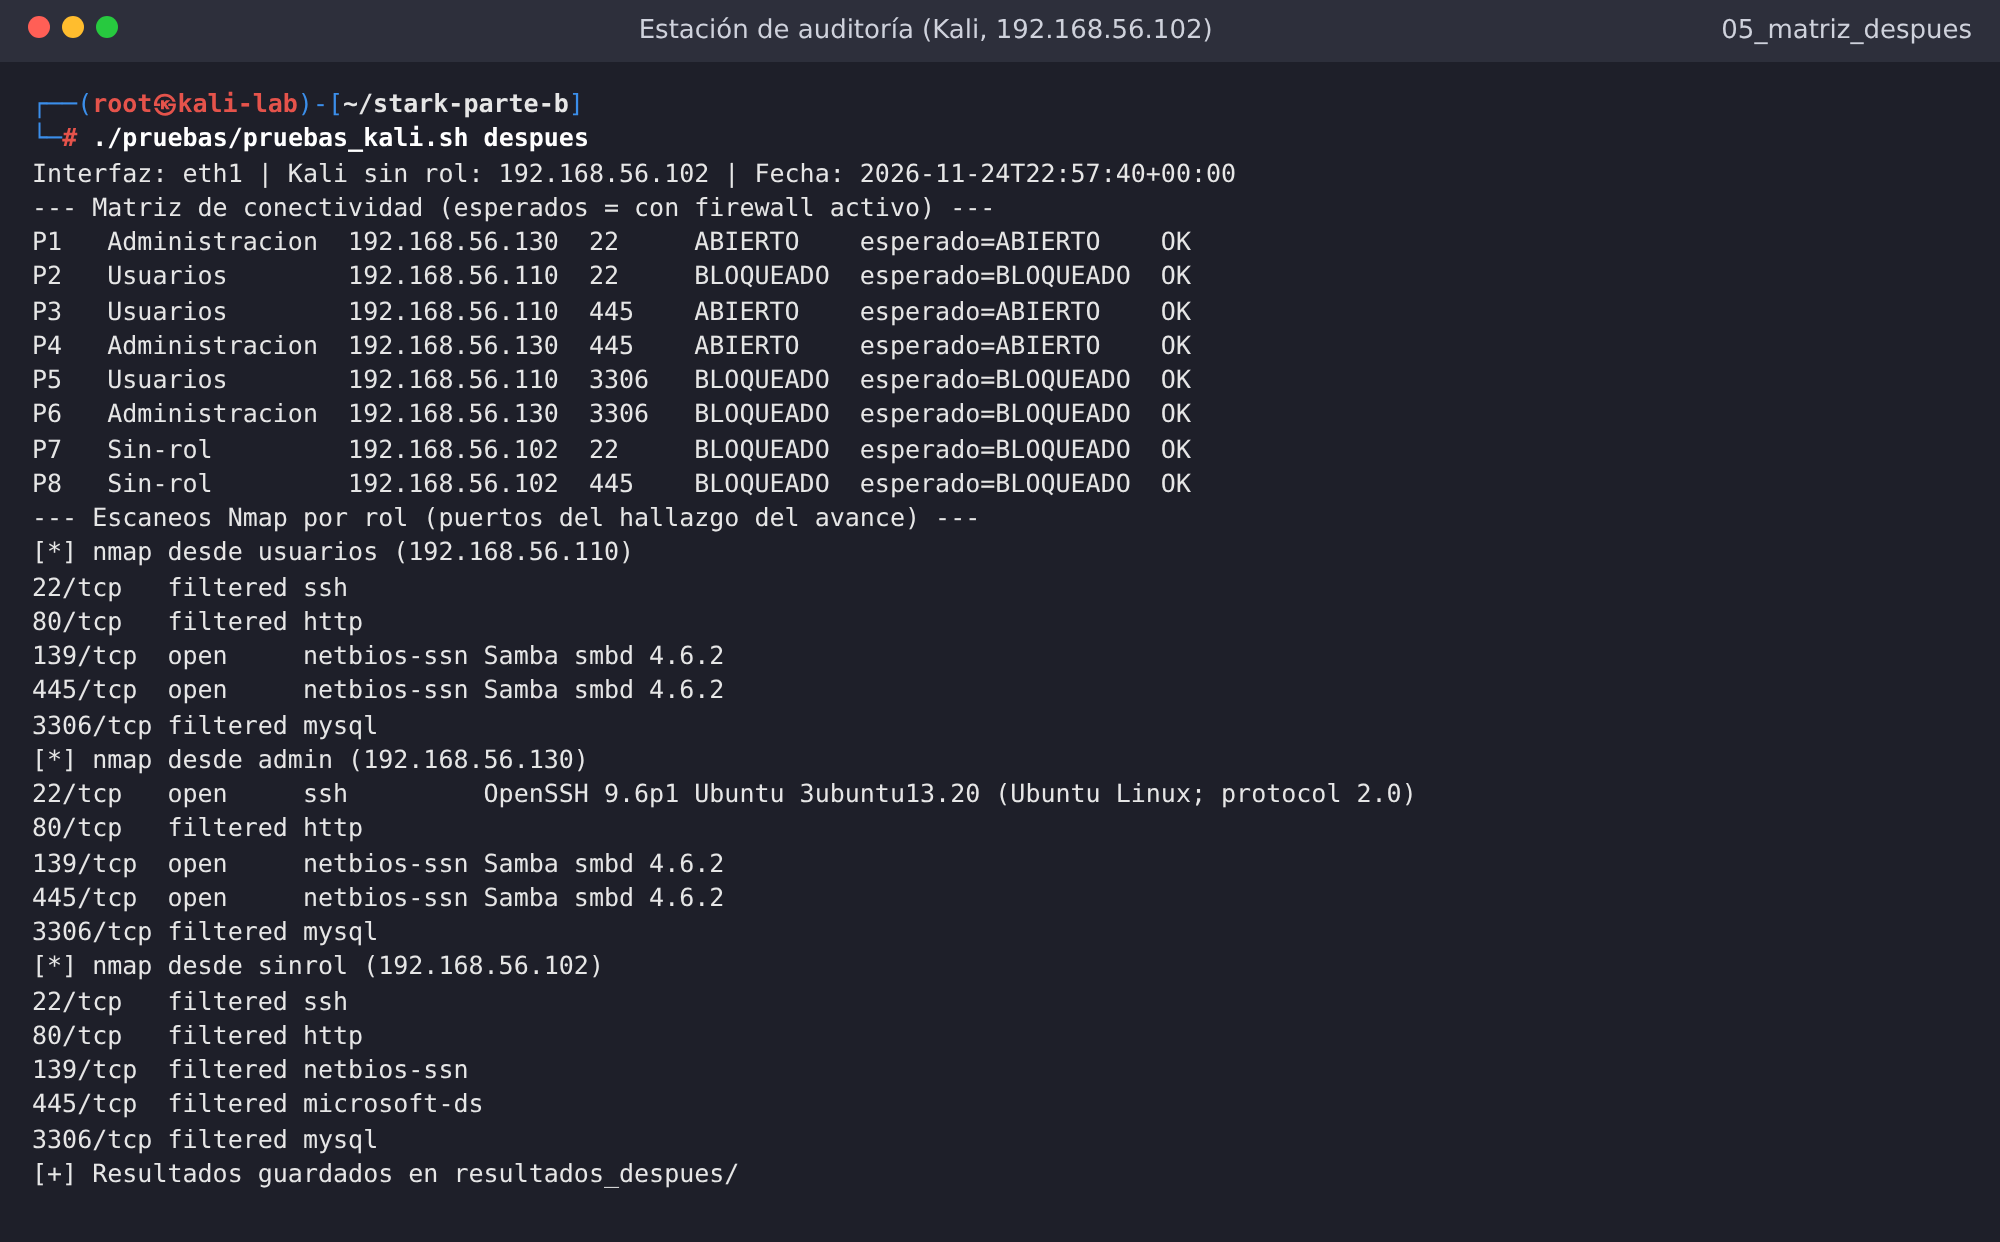 Estación de auditoría (Kali, 192.168.56.102)
05_matriz_despues
┌──(root㉿kali-lab)-[~/stark-parte-b]
└─# ./pruebas/pruebas_kali.sh despues
Interfaz: eth1 | Kali sin rol: 192.168.56.102 | Fecha: 2026-11-24T22:57:40+00:00
--- Matriz de conectividad (esperados = con firewall activo) ---
P1   Administracion  192.168.56.130  22     ABIERTO    esperado=ABIERTO    OK
P2   Usuarios        192.168.56.110  22     BLOQUEADO  esperado=BLOQUEADO  OK
P3   Usuarios        192.168.56.110  445    ABIERTO    esperado=ABIERTO    OK
P4   Administracion  192.168.56.130  445    ABIERTO    esperado=ABIERTO    OK
P5   Usuarios        192.168.56.110  3306   BLOQUEADO  esperado=BLOQUEADO  OK
P6   Administracion  192.168.56.130  3306   BLOQUEADO  esperado=BLOQUEADO  OK
P7   Sin-rol         192.168.56.102  22     BLOQUEADO  esperado=BLOQUEADO  OK
P8   Sin-rol         192.168.56.102  445    BLOQUEADO  esperado=BLOQUEADO  OK
--- Escaneos Nmap por rol (puertos del hallazgo del avance) ---
[*] nmap desde usuarios (192.168.56.110)
22/tcp   filtered ssh
80/tcp   filtered http
139/tcp  open     netbios-ssn Samba smbd 4.6.2
445/tcp  open     netbios-ssn Samba smbd 4.6.2
3306/tcp filtered mysql
[*] nmap desde admin (192.168.56.130)
22/tcp   open     ssh         OpenSSH 9.6p1 Ubuntu 3ubuntu13.20 (Ubuntu Linux; protocol 2.0)
80/tcp   filtered http
139/tcp  open     netbios-ssn Samba smbd 4.6.2
445/tcp  open     netbios-ssn Samba smbd 4.6.2
3306/tcp filtered mysql
[*] nmap desde sinrol (192.168.56.102)
22/tcp   filtered ssh
80/tcp   filtered http
139/tcp  filtered netbios-ssn
445/tcp  filtered microsoft-ds
3306/tcp filtered mysql
[+] Resultados guardados en resultados_despues/